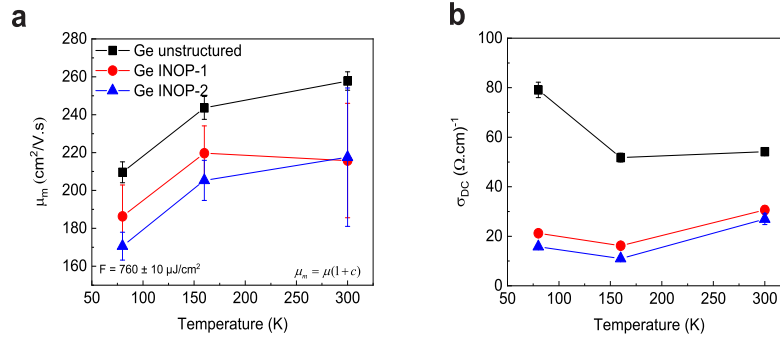 a
280
260
240
220
200
180
160
μm (cm²/V.s)
Ge unstructured
Ge INOP-1
Ge INOP-2
F = 760 ± 10 μJ/cm²
μm = μ(1+c)
50 100 150 200 250 300
Temperature (K)
b
100
80
60
40
20
0
σDC (Ω.cm)⁻¹
50 100 150 200 250 300
Temperature (K)